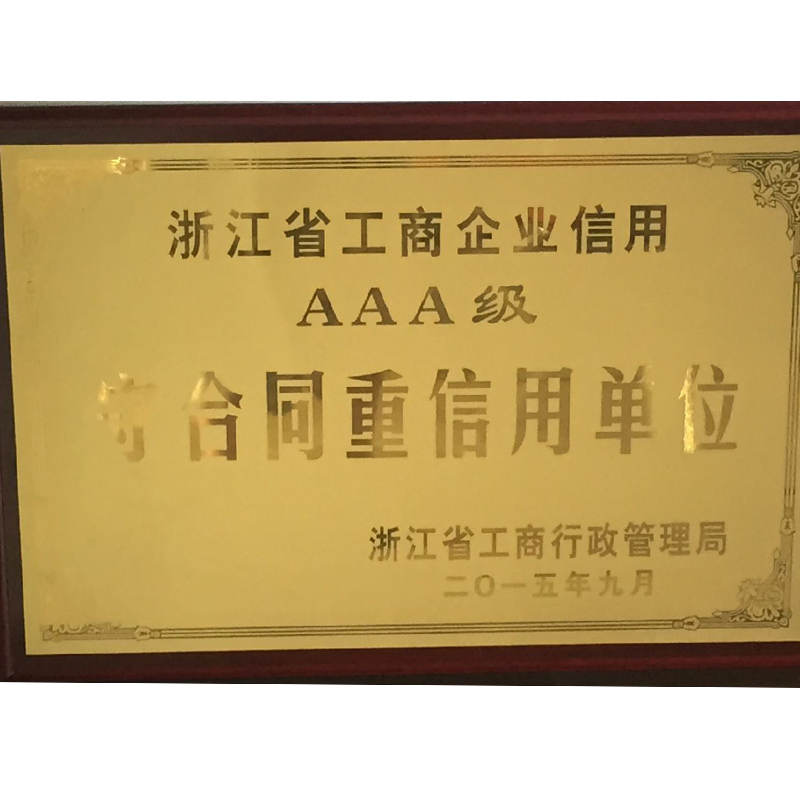 浙江省工商企业信用
AAA级
守合同重信用单位
浙江省工商行政管理局
二〇一五年九月